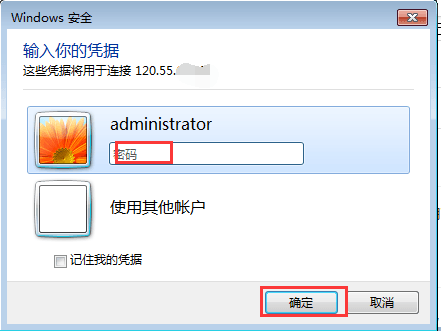 Windows 安全
输入你的凭据
这些凭据将用于连接 120.55.
administrator
密码
使用其他帐户
记住我的凭据
确定
取消